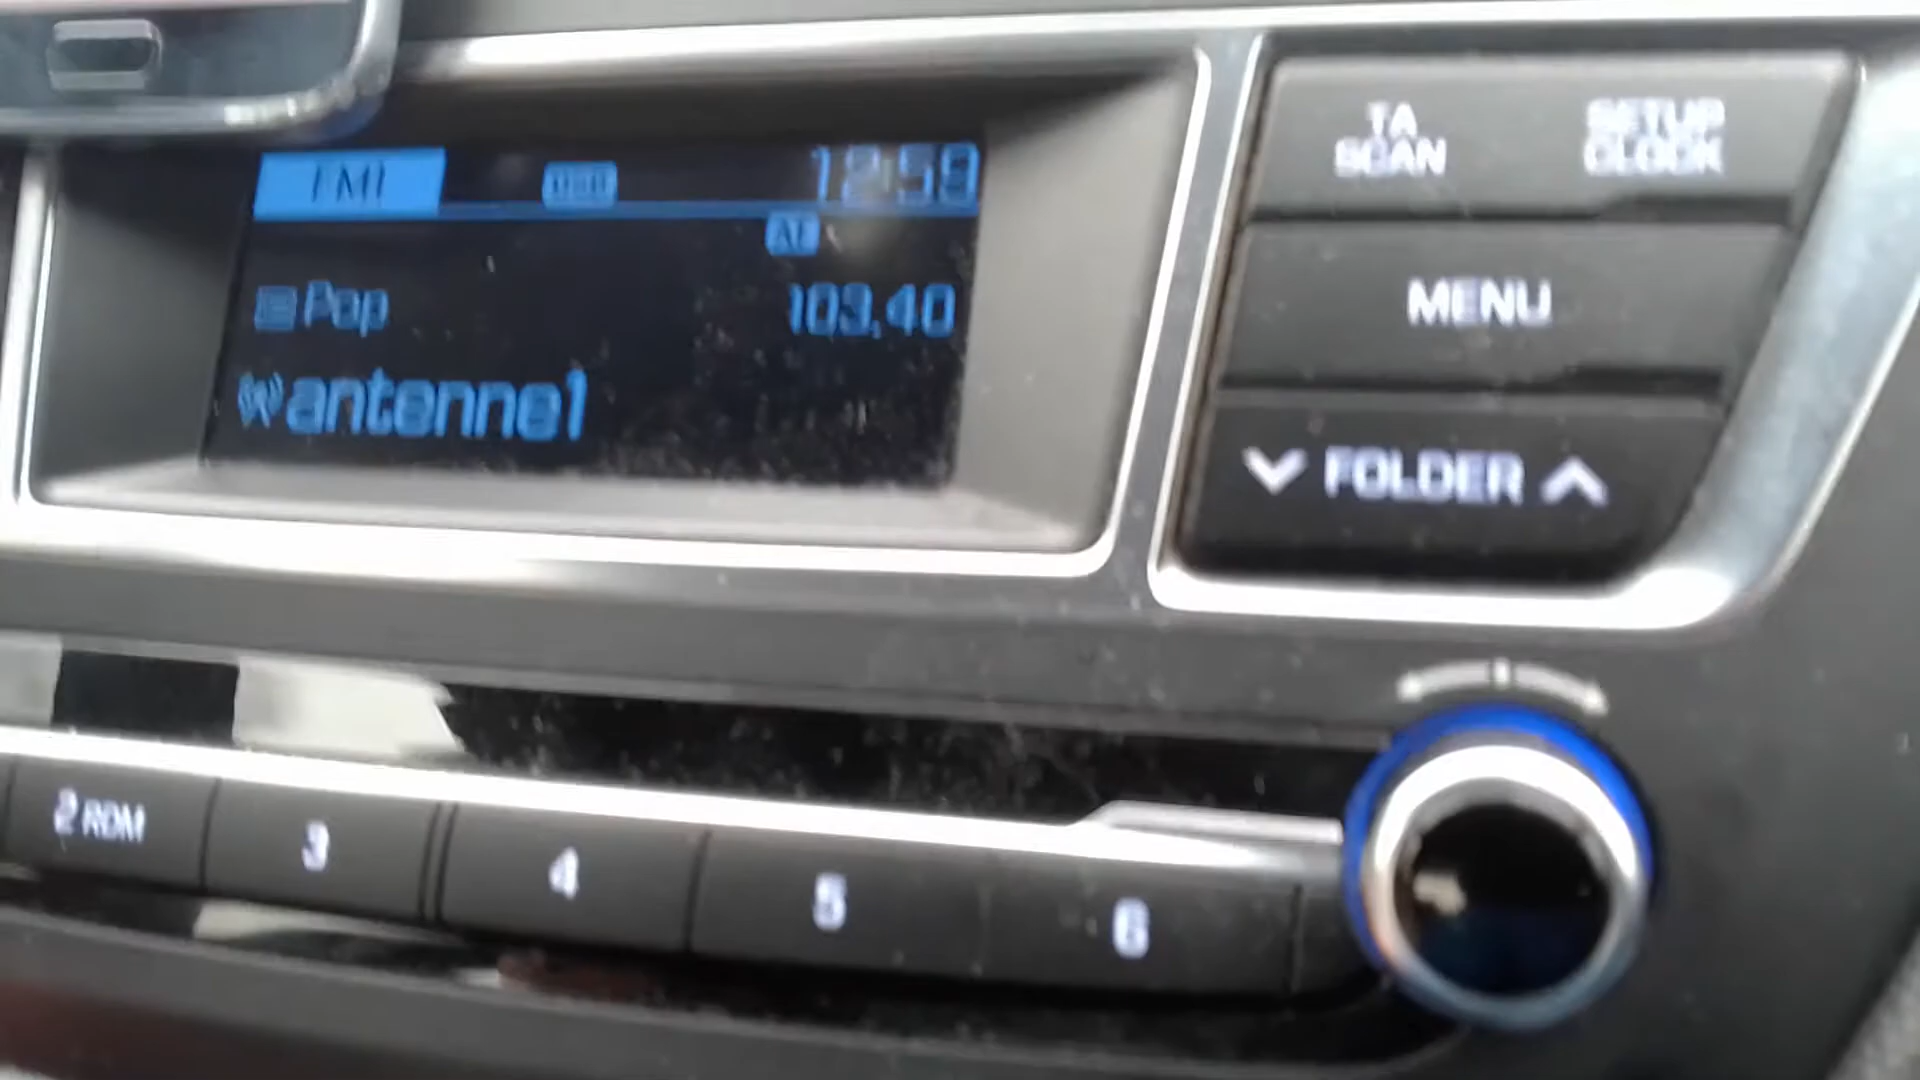 FM1 USB 12:59
AF
Pop 103.40
antenne1
TA
SCAN
SETUP
CLOCK
MENU
FOLDER
2 RDM 3 4 5 6